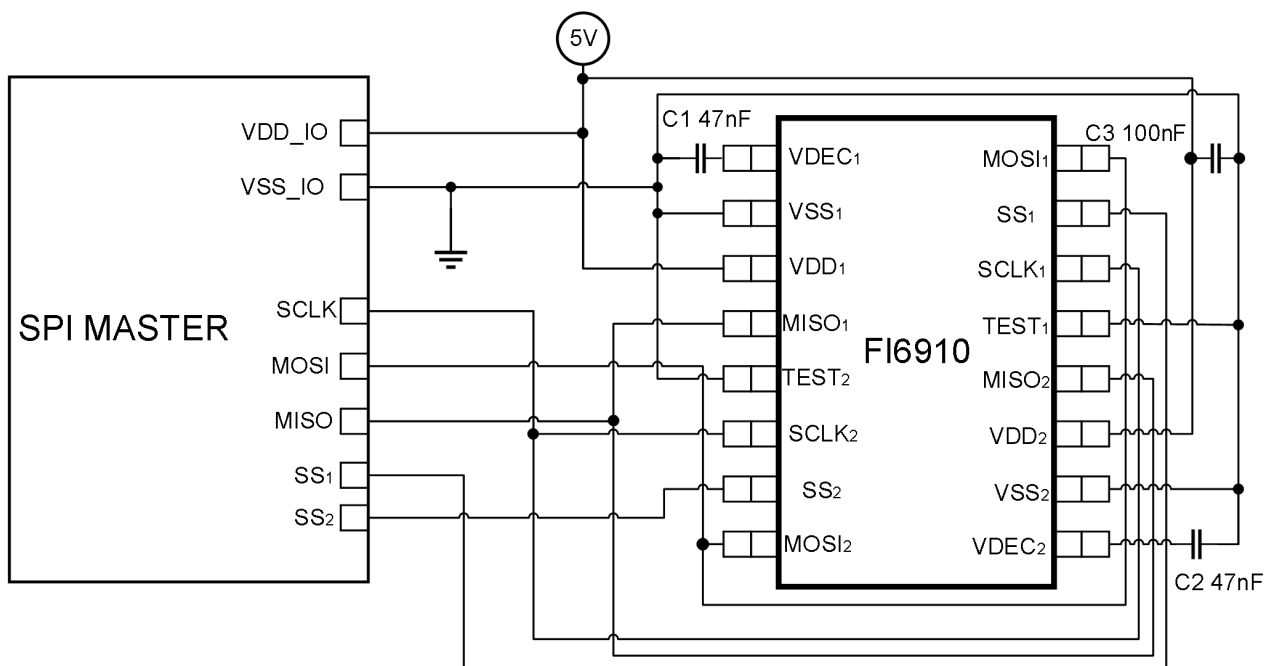 5V
C1 47nF
C3 100nF
VDD_IO
VSS_IO
SCLK
SPI MASTER
MOSI
MISO
SS1
SS2
VDEC1
VSS1
VDD1
MISO1
TEST2
SCLK2
SS2
MOSI2
FI6910
MOSI1
SS1
SCLK1
TEST1
MISO2
VDD2
VSS2
VDEC2
C2 47nF